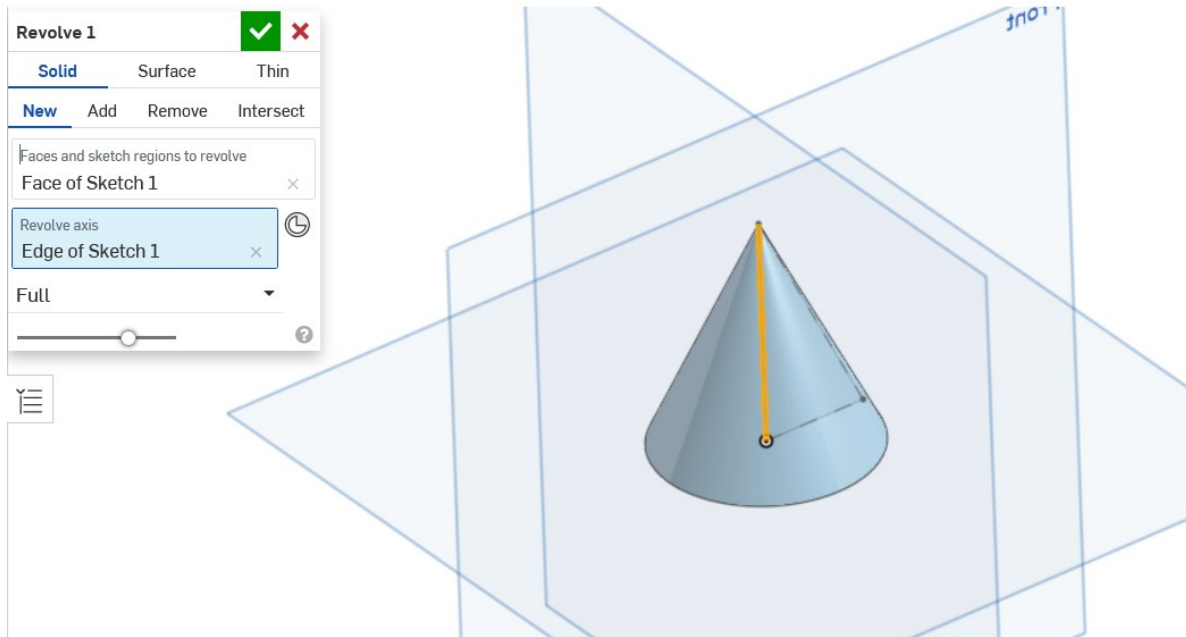 Revolve 1
Solid Surface Thin
New Add Remove Intersect
Faces and sketch regions to revolve
Face of Sketch 1
Revolve axis
Edge of Sketch 1
Full
Front